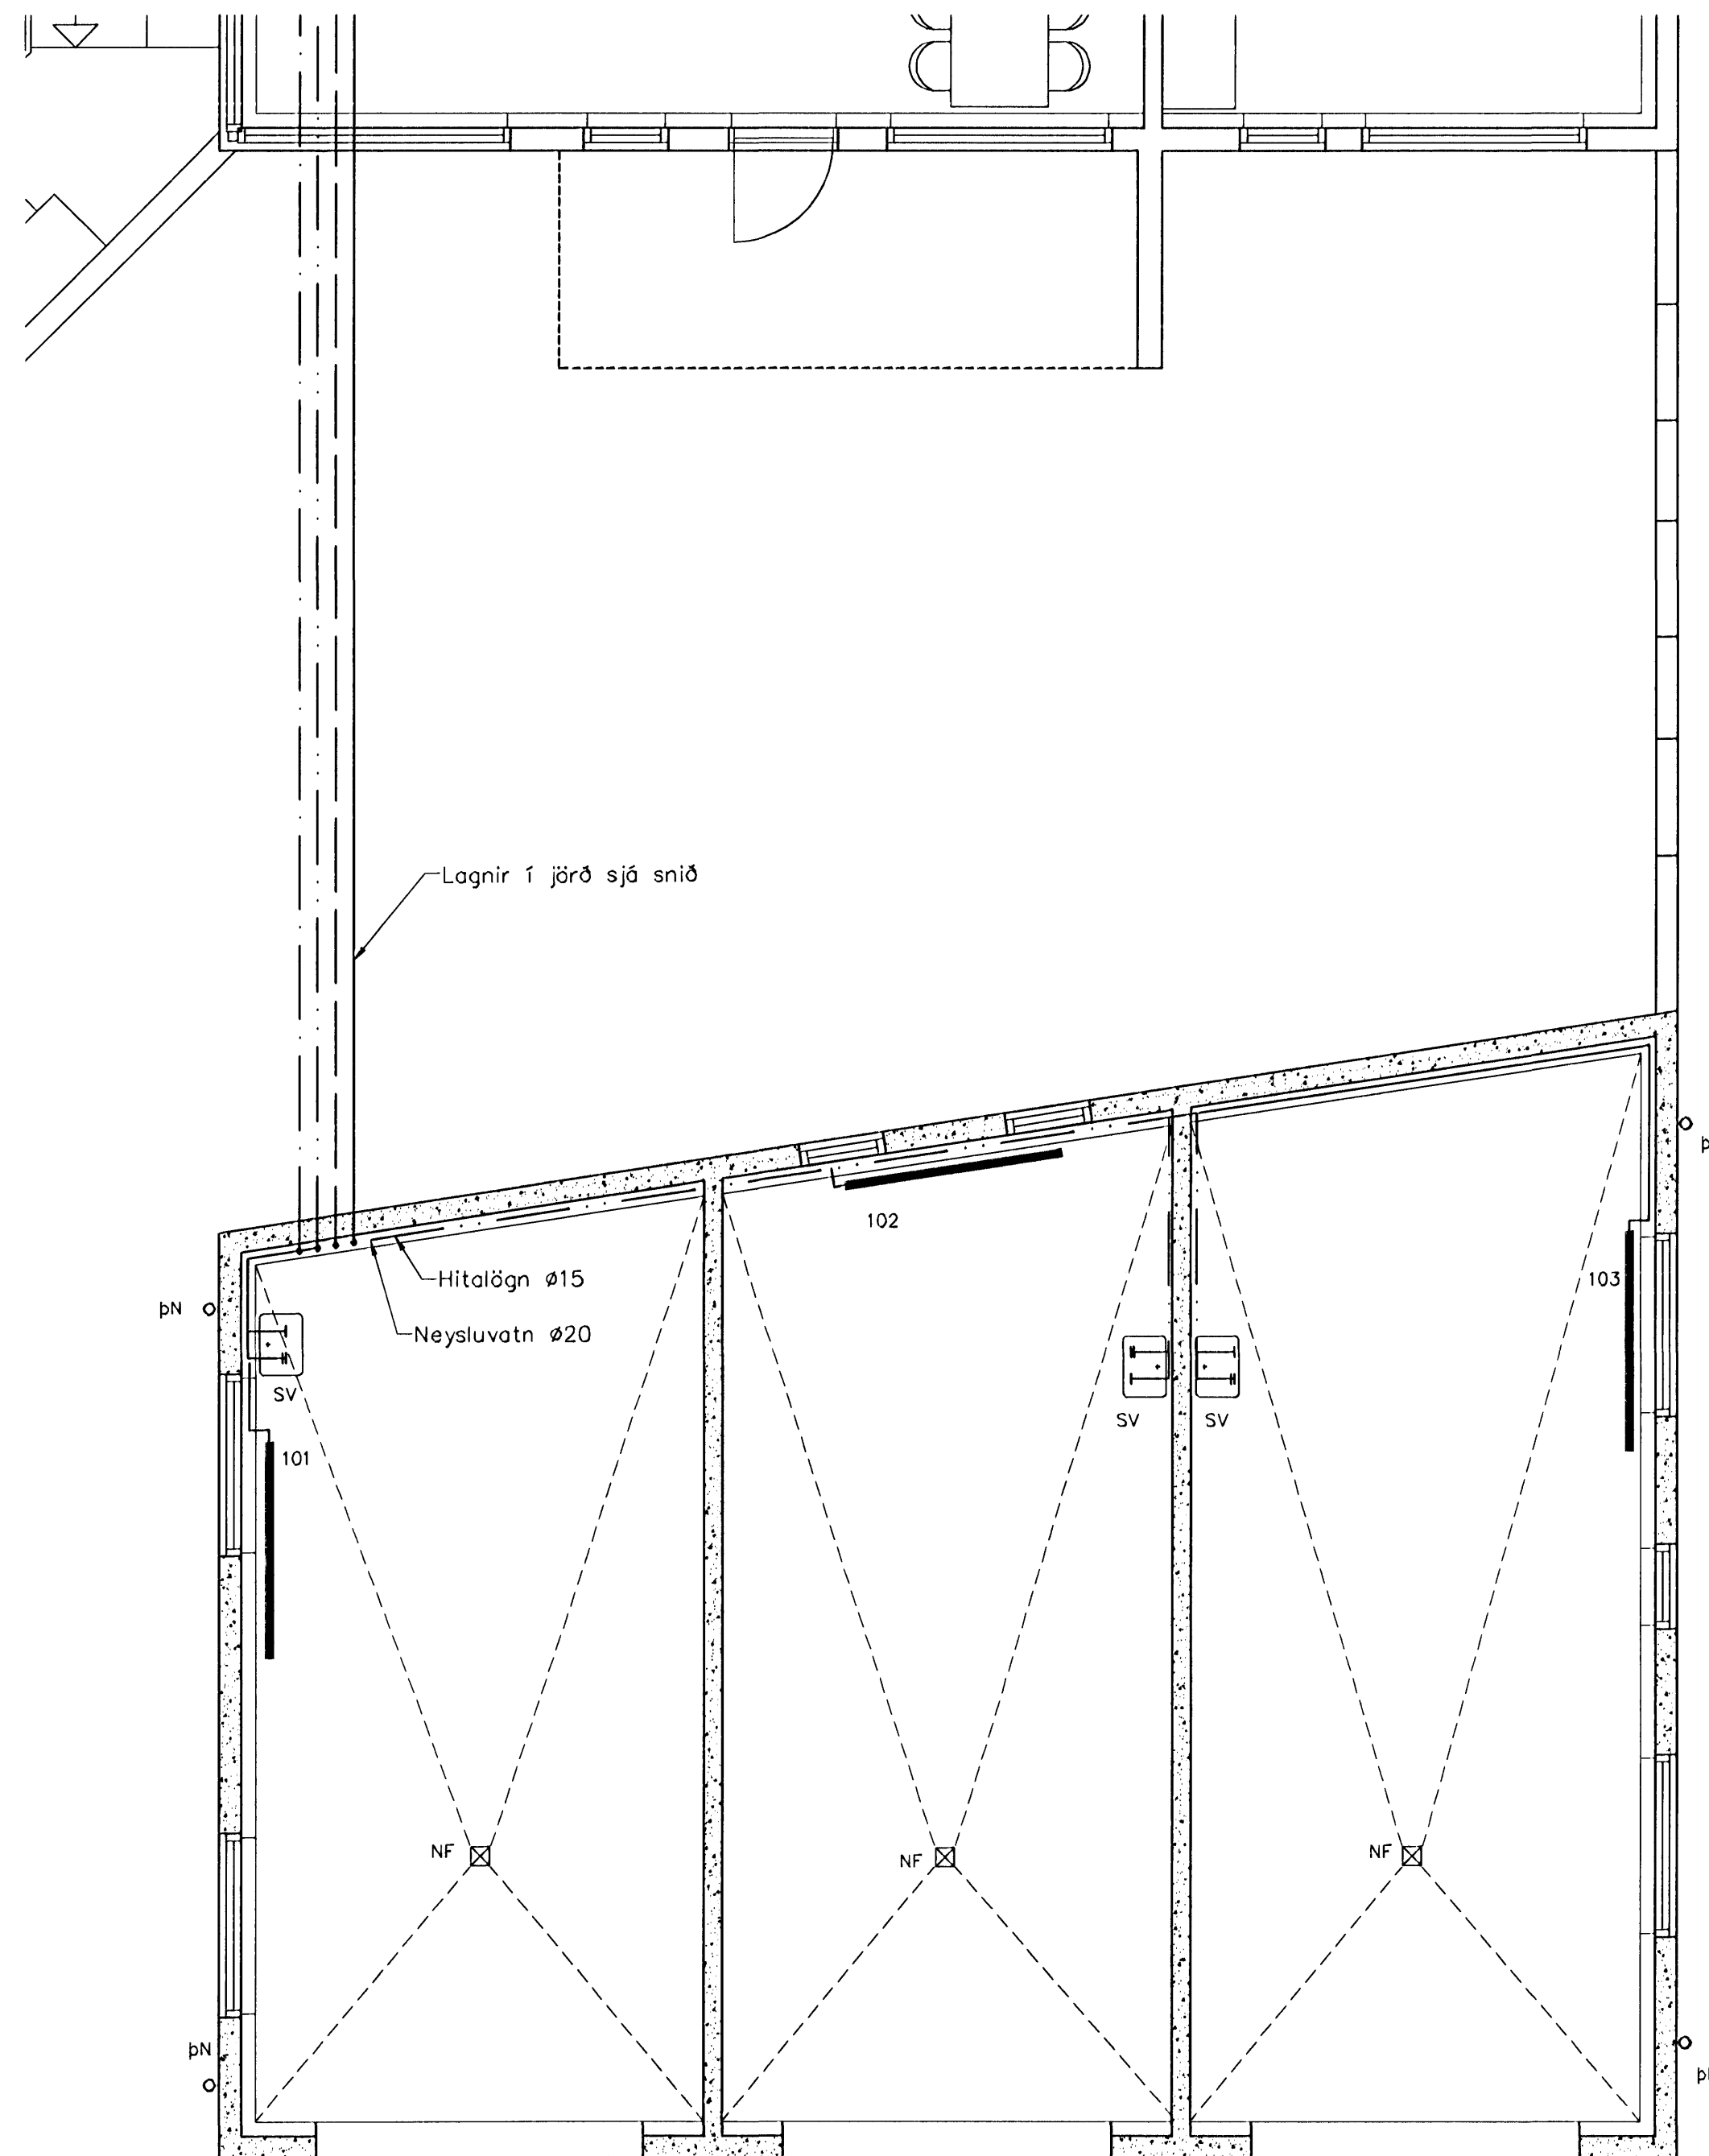 Lagnir í jörð sjá snið
102
Hitalögn ø15
103
þN
Neysluvatn ø20
SV
SV
SV
101
NF
NF
NF
þN